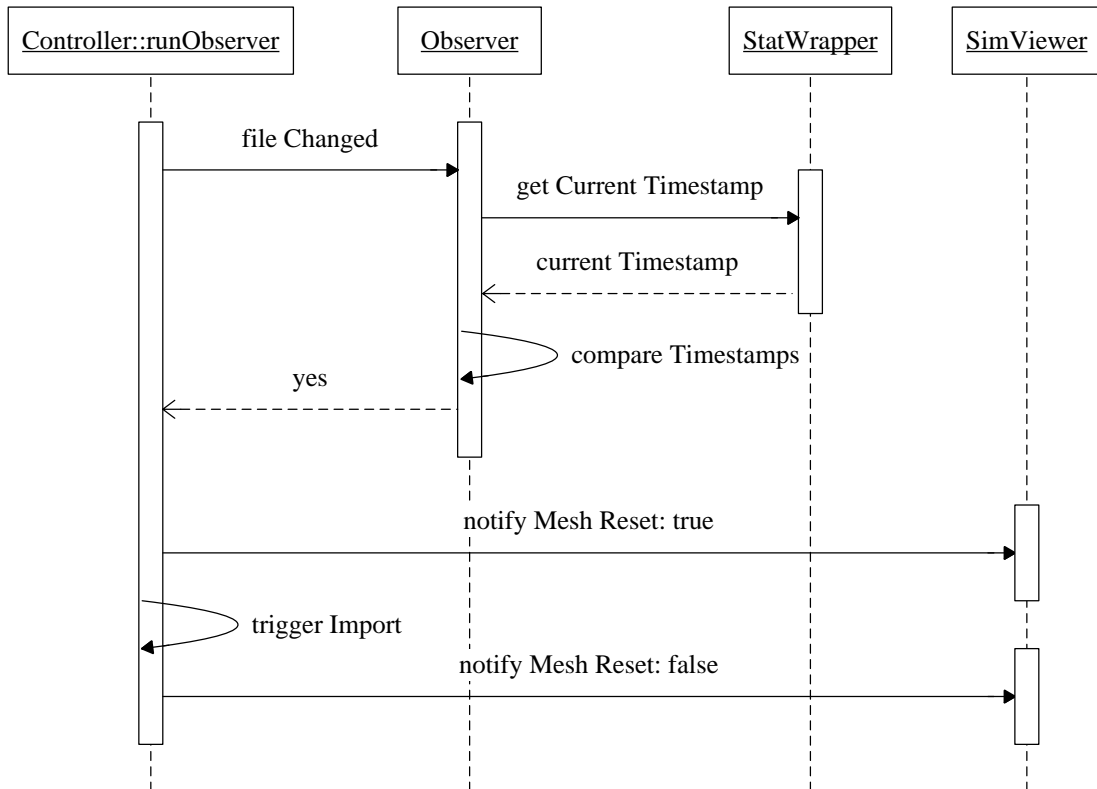 Controller::runObserver
Observer
StatWrapper
SimViewer
file Changed
get Current Timestamp
current Timestamp
compare Timestamps
yes
notify Mesh Reset: true
trigger Import
notify Mesh Reset: false